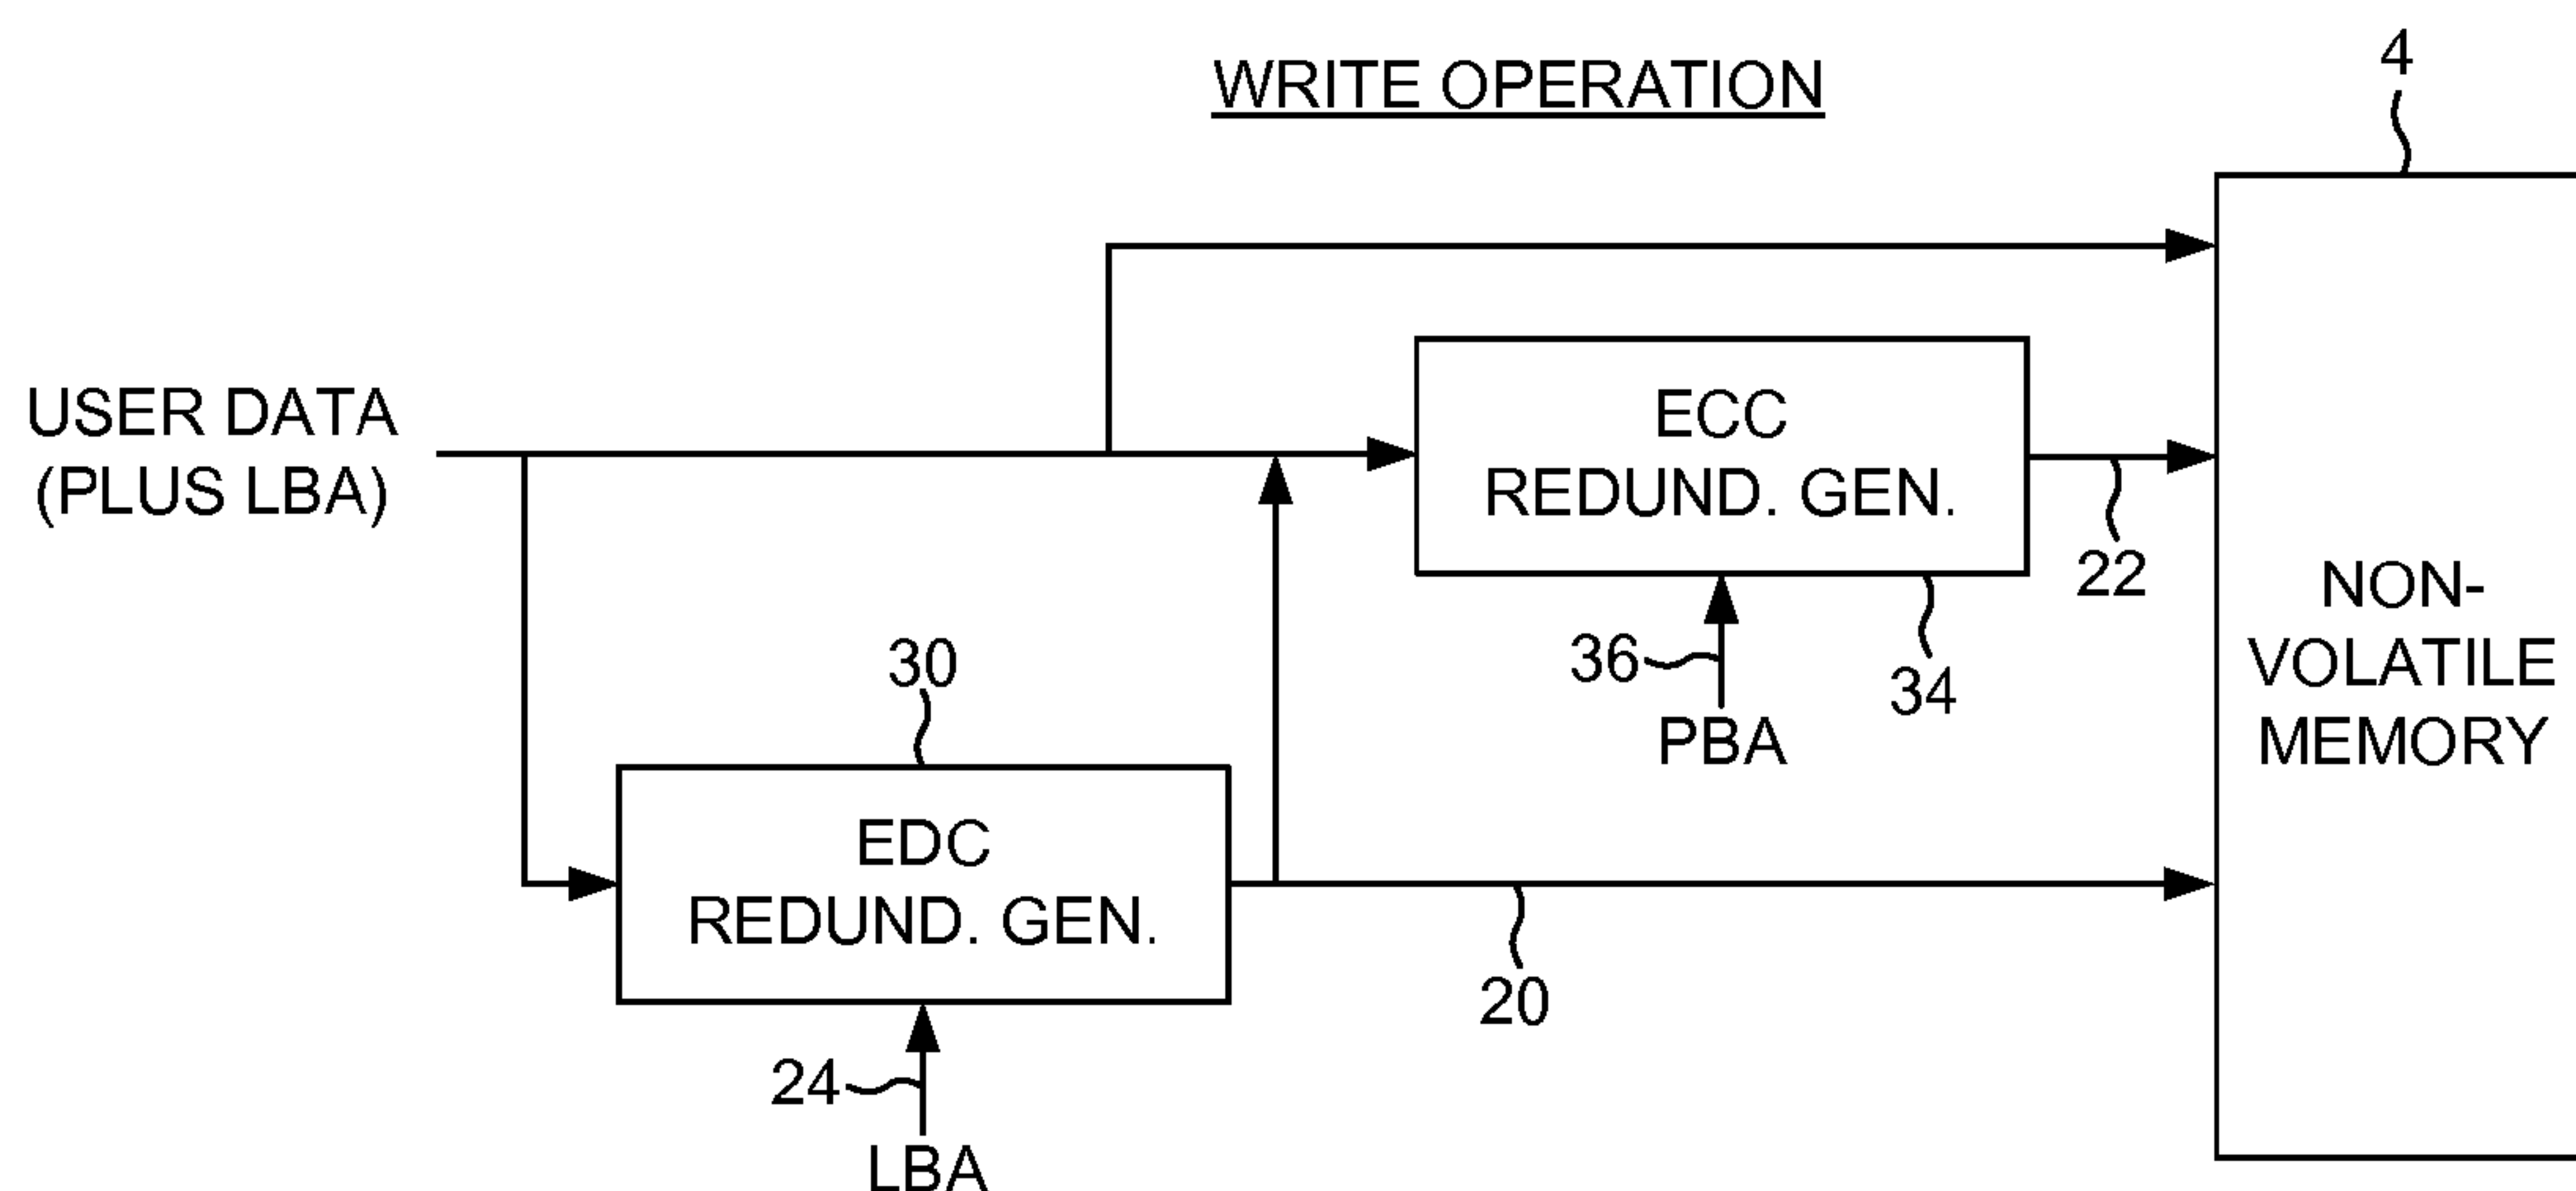 WRITE OPERATION
4
USER DATA
(PLUS LBA)
ECC
REDUND. GEN.
22
36
34
PBA
NON-
VOLATILE
MEMORY
30
EDC
REDUND. GEN.
20
24
LBA